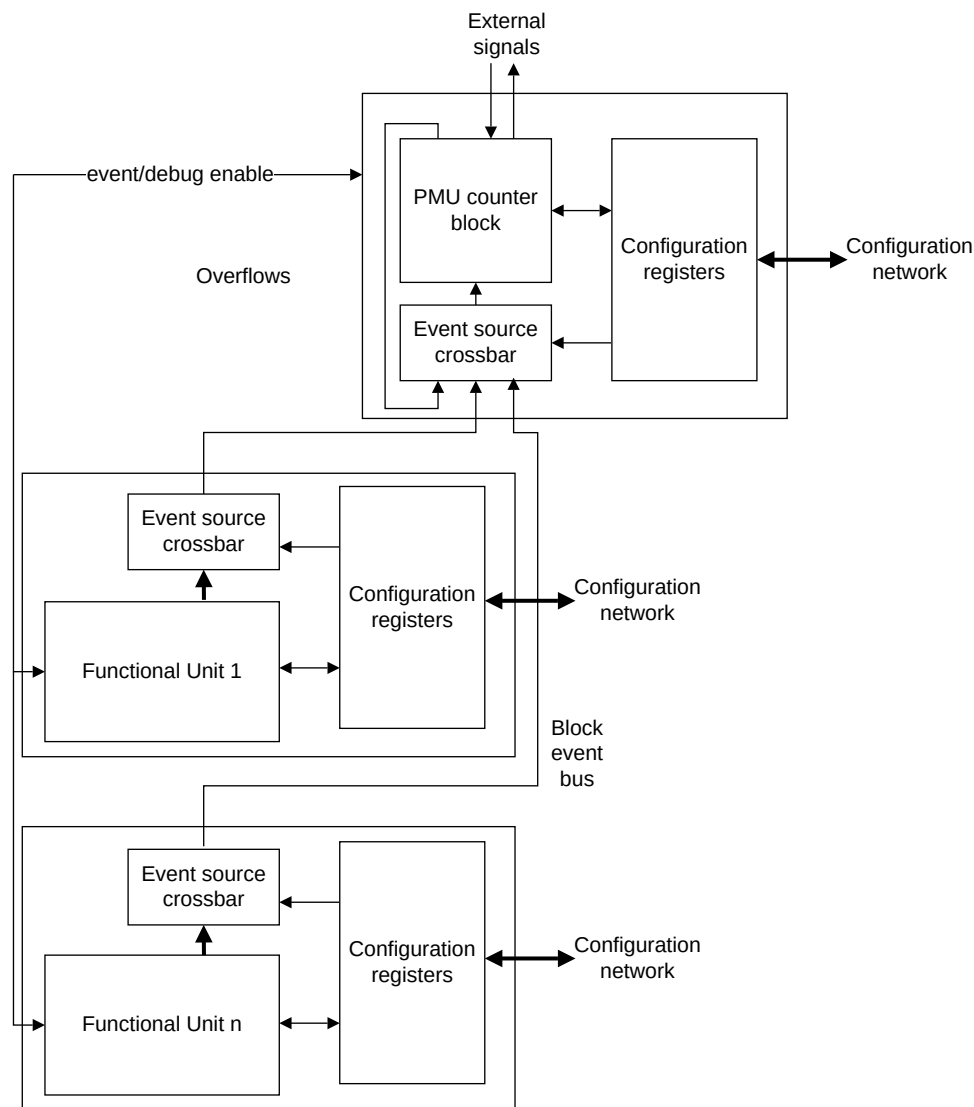 External
signals
event/debug enable
PMU counter
block
Configuration
registers
Configuration
network
Overflows
Event source
crossbar
Event source
crossbar
Configuration
registers
Configuration
network
Functional Unit 1
Block
event
bus
Event source
crossbar
Configuration
registers
Configuration
network
Functional Unit n